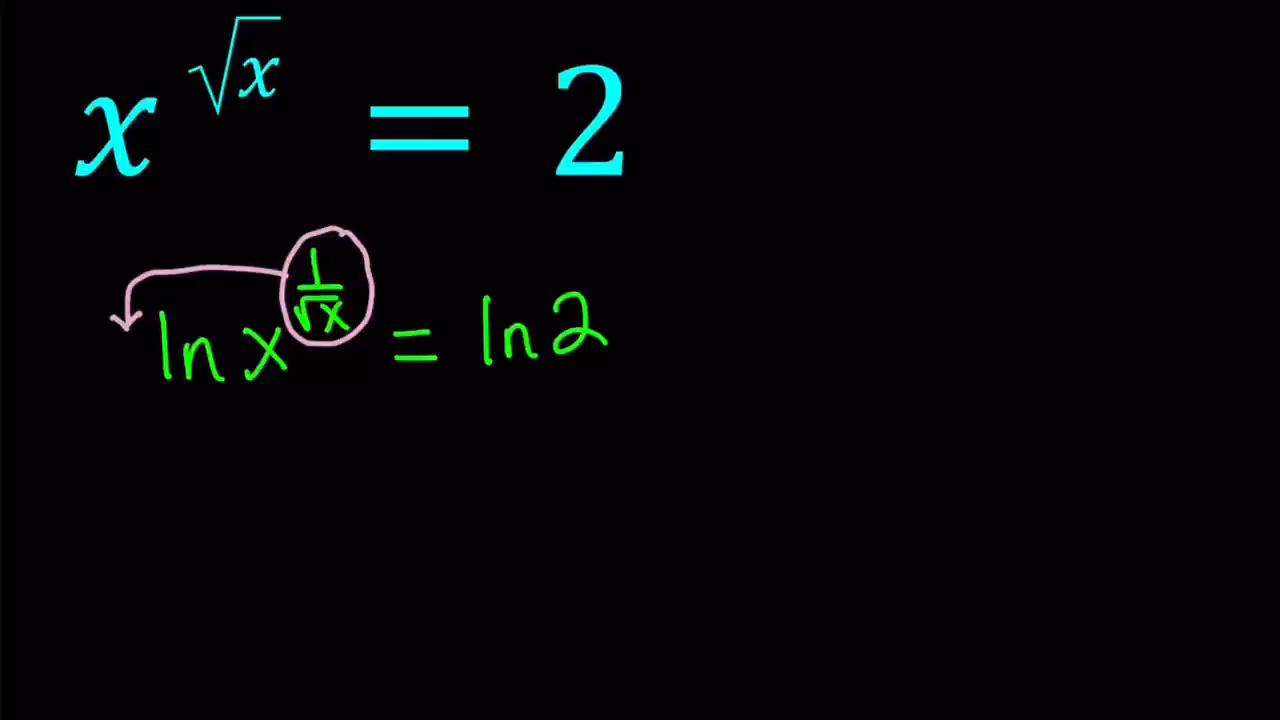 x^√x = 2
ln x^(1/√x) = ln 2